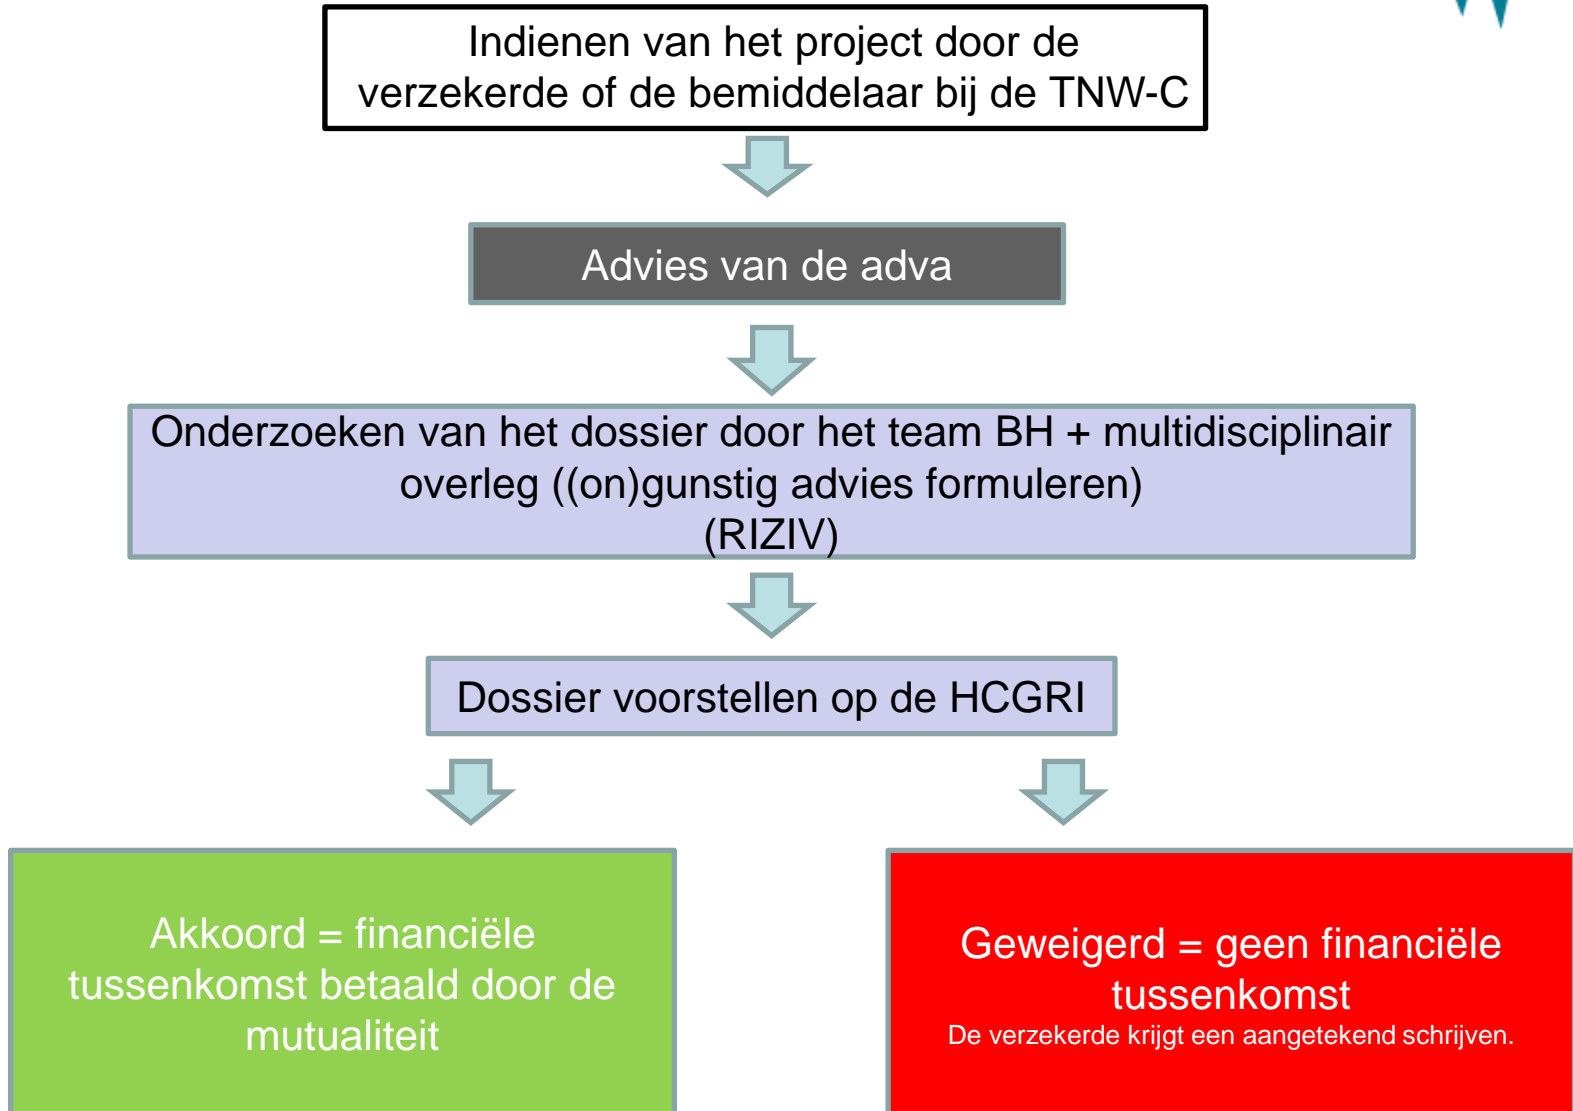 Indienen van het project door de
verzekerde of de bemiddelaar bij de TNW-C
Advies van de adva
Onderzoeken van het dossier door het team BH + multidisciplinair
overleg ((on)gunstig advies formuleren)
(RIZIV)
Dossier voorstellen op de HCGRI
Akkoord = financiële
tussenkomst betaald door de
mutualiteit
Geweigerd = geen financiële
tussenkomst
De verzekerde krijgt een aangetekend schrijven.